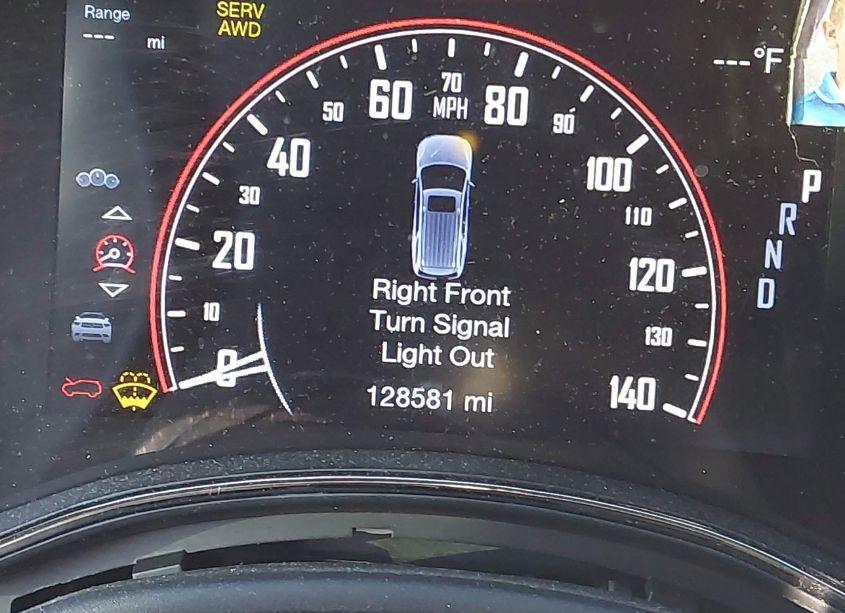 Range
--- mi
SERV
AWD
---°F
0
10
20
30
40
50
60
70
MPH
80
90
100
110
120
130
140
P
R
N
D
Right Front
Turn Signal
Light Out
128581 mi